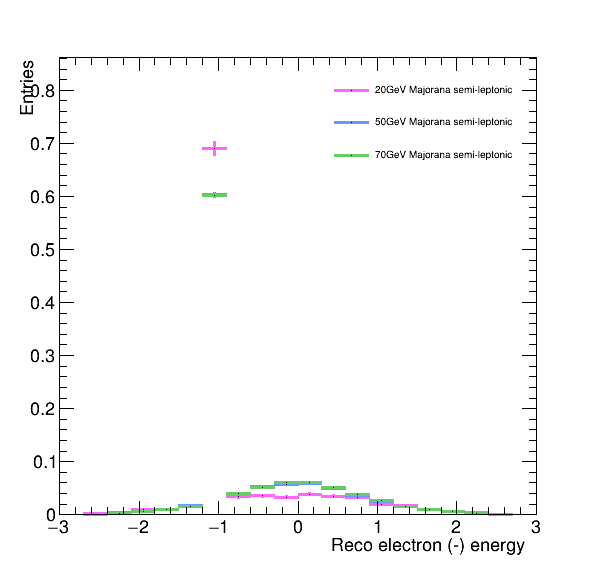 Entries
0.8
0.7
0.6
0.5
0.4
0.3
0.2
0.1
0
20GeV Majorana semi-leptonic
50GeV Majorana semi-leptonic
70GeV Majorana semi-leptonic
−3 −2 −1 0 1 2 3
Reco electron (-) energy